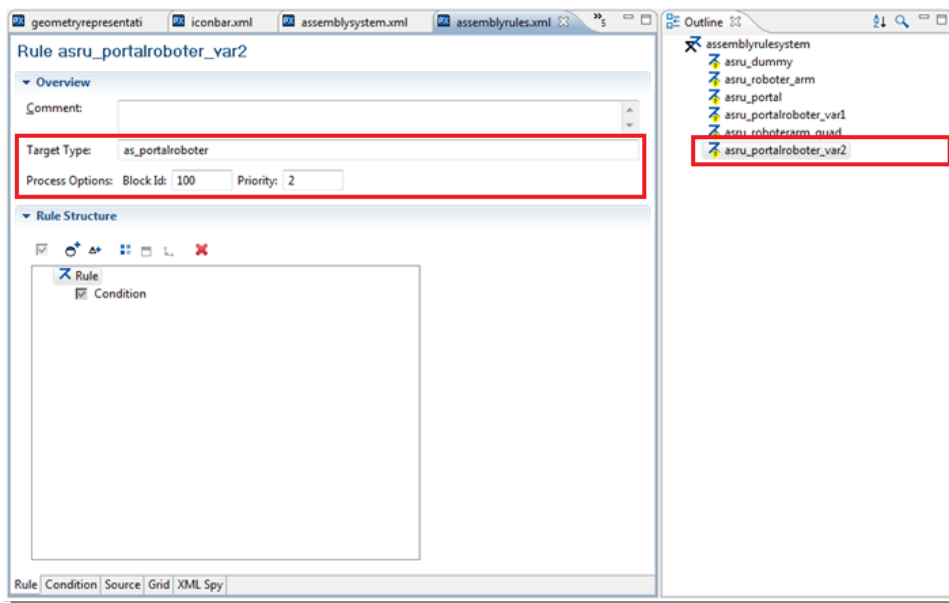 geometryrepresentati iconbar.xml assemblysystem.xml assemblyrules.xml »5
Rule asru_portalroboter_var2
Overview
Comment:
Target Type: as_portalroboter
Process Options: Block Id: 100 Priority: 2
Rule Structure
Rule
Condition
Rule Condition Source Grid XML Spy
Outline
assemblyrulesystem
asru_dummy
asru_roboter_arm
asru_portal
asru_portalroboter_var1
asru_roboterarm_quad
asru_portalroboter_var2